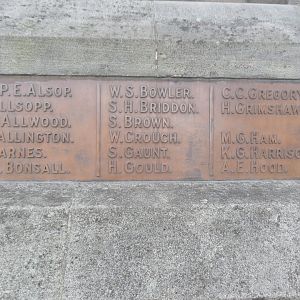 P.E. ALSOP.
LLSOPP.
ALLWOOD.
ALLINGTON.
ARNES.
BONSALL.
W.S. BOWLER.
S.H. BRIDDON.
S. BROWN.
W. CROUCH.
S. GAUNT.
H. GOULD.
C.C. GREGORY
H. GRIMSHAW
M.G. HAM.
K.G. HARRISO
A.E. HOOD.